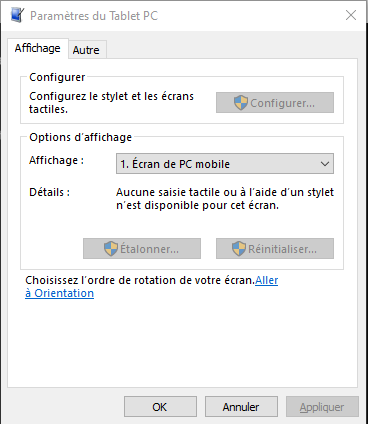 Paramètres du Tablet PC
Affichage
Autre
Configurer
Configurez le stylet et les écrans
tactiles.
Configurer...
Options d'affichage
Affichage :
1. Écran de PC mobile
Détails :
Aucune saisie tactile ou à l'aide d'un stylet
n'est disponible pour cet écran.
Étalonner...
Réinitialiser...
Choisissez l'ordre de rotation de votre écran.Aller
à Orientation
OK
Annuler
Appliquer